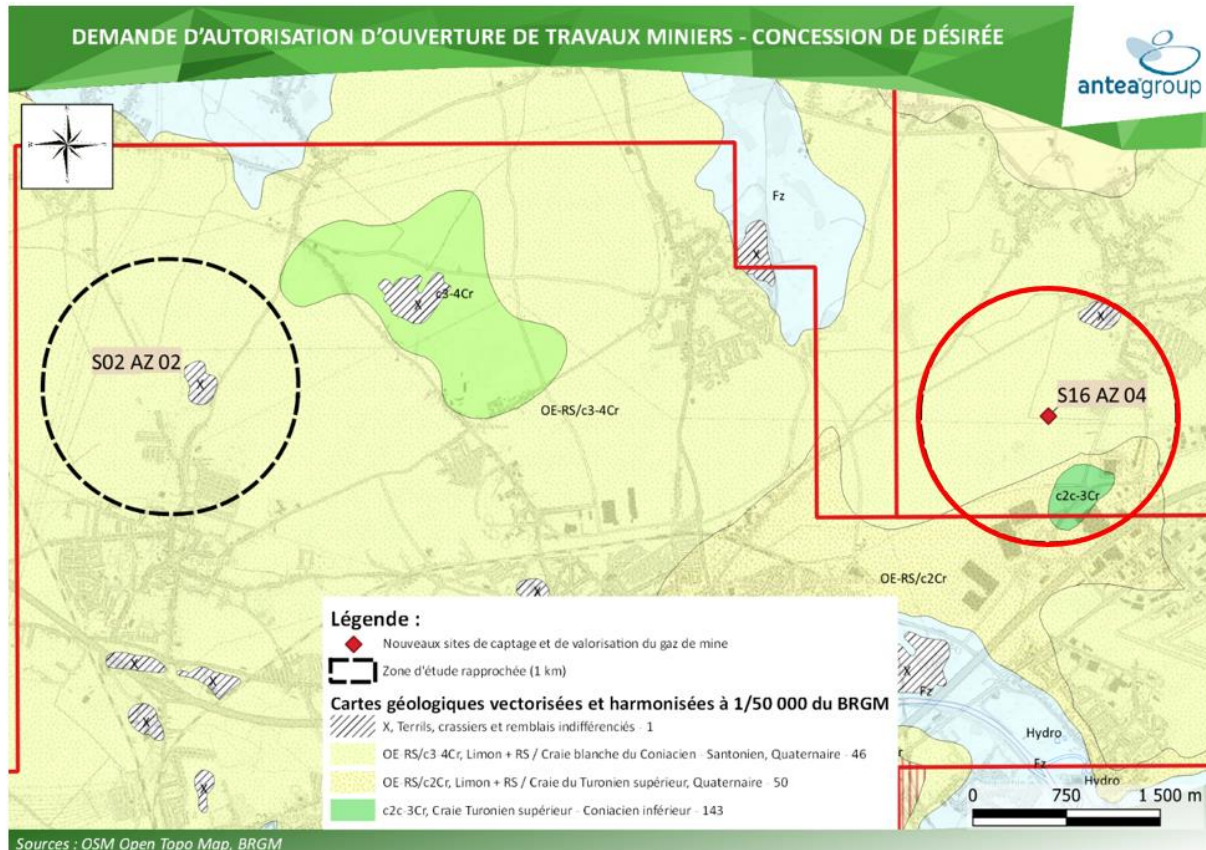 DEMANDE D'AUTORISATION D'OUVERTURE DE TRAVAUX MINIERS - CONCESSION DE DÉSIRÉE
anteagroup
Fz
c3-4Cr
X
X
X
S02 AZ 02
X
S16 AZ 04
OE-RS/c3-4Cr
c2c-3Cr
OE-RS/c2Cr
X
X
X
X
X
X
Fz
Hydro
Fz
Hydro
Légende :
Nouveaux sites de captage et de valorisation du gaz de mine
Zone d'étude rapprochée (1 km)
Cartes géologiques vectorisées et harmonisées à 1/50 000 du BRGM
X, Terrils, crassiers et remblais indifférenciés - 1
OE RS/c3 4Cr, Limon + RS / Craie blanche du Coniacien - Santonien, Quaternaire - 46
OE-RS/c2Cr, Limon + RS / Craie du Turonien supérieur, Quaternaire - 50
c2c-3Cr, Craie Turonien supérieur - Coniacien inférieur - 143
0 750 1 500 m
Sources : OSM Open Topo Map, BRGM